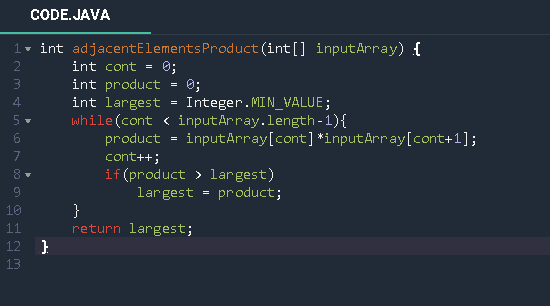 CODE.JAVA
1 int adjacentElementsProduct(int[] inputArray) {
2     int cont = 0;
3     int product = 0;
4     int largest = Integer.MIN_VALUE;
5     while(cont < inputArray.length-1){
6         product = inputArray[cont]*inputArray[cont+1];
7         cont++;
8         if(product > largest)
9             largest = product;
10     }
11     return largest;
12 }
13